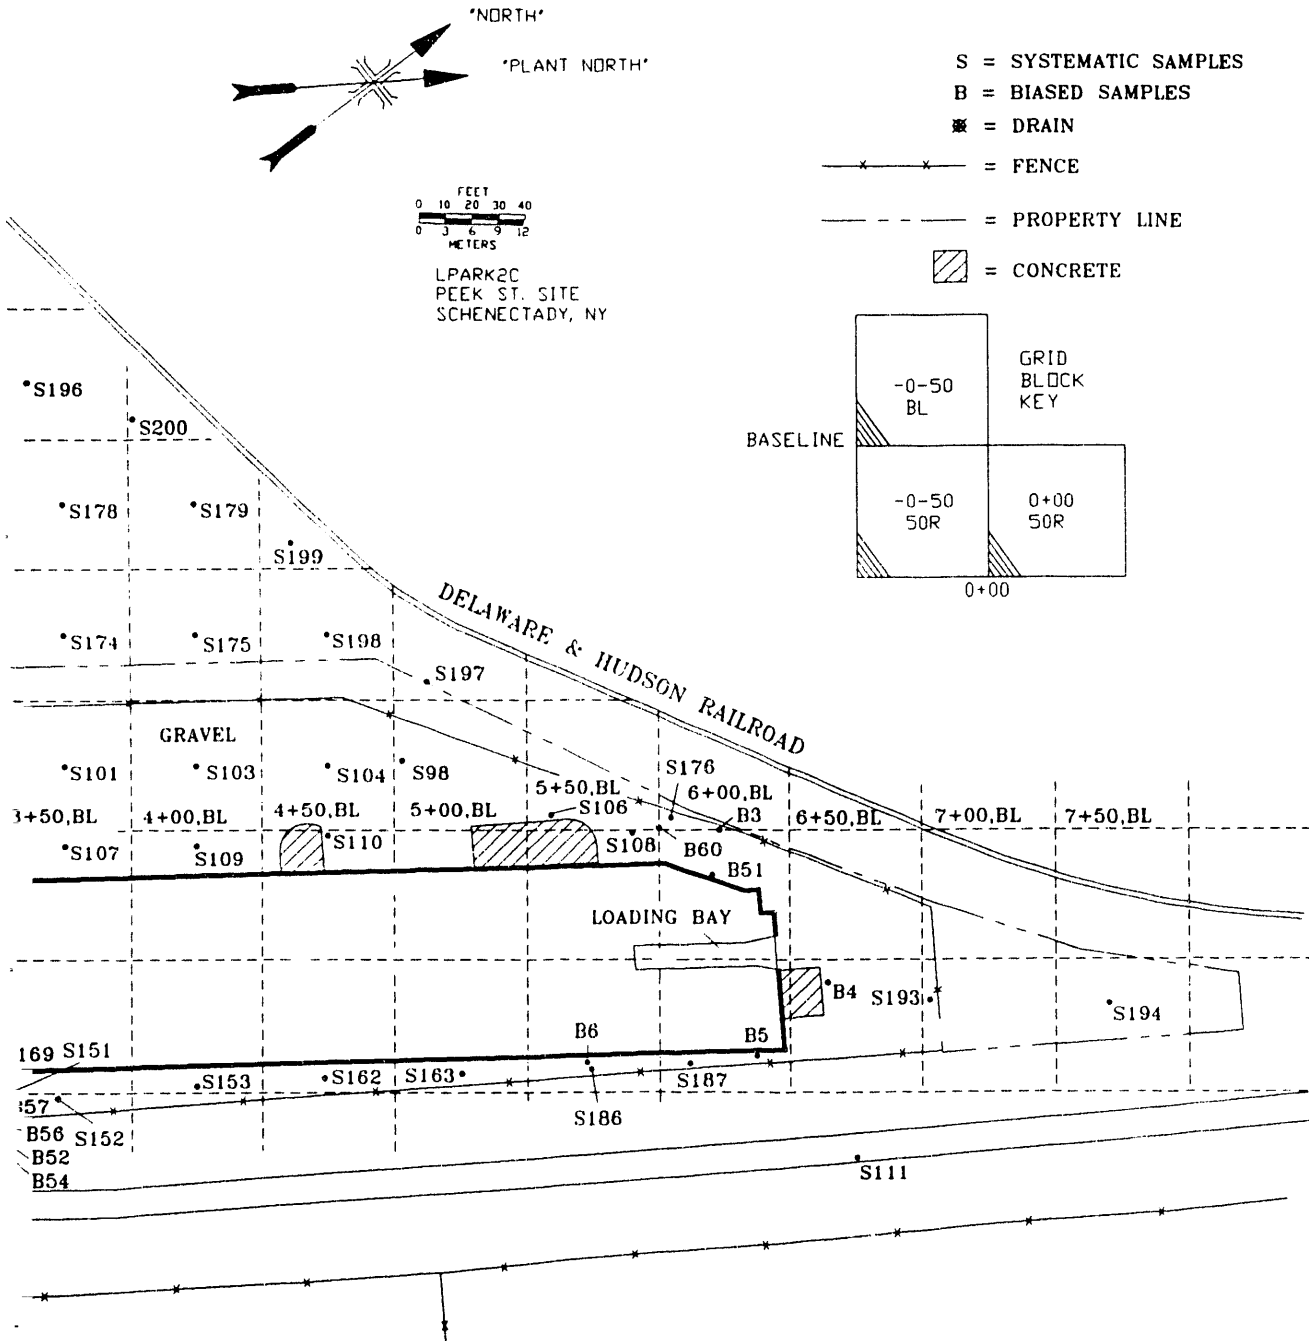 "NORTH"
"PLANT NORTH"
S = SYSTEMATIC SAMPLES
B = BIASED SAMPLES
= DRAIN
= FENCE
= PROPERTY LINE
= CONCRETE
FEET
0 10 20 30 40
0 3 6 9 12
METERS
LPARK2C
PEEK ST. SITE
SCHENECTADY, NY
GRID
BLOCK
KEY
-0-50
BL
BASELINE
-0-50
50R
0+00
50R
0+00
S196
S200
S178
S179
S199
S174
S175
S198
S197
DELAWARE & HUDSON RAILROAD
GRAVEL
S101
S103
S104
S98
S176
5+50,BL
6+00,BL
S106
3+50,BL
4+00,BL
4+50,BL
5+00,BL
B3
6+50,BL
7+00,BL
7+50,BL
S107
S109
S110
S108
B60
B51
LOADING BAY
B4
S193
S194
B6
B5
169
S151
S153
S162
S163
S187
S186
B57
S152
B56
B52
B54
S111